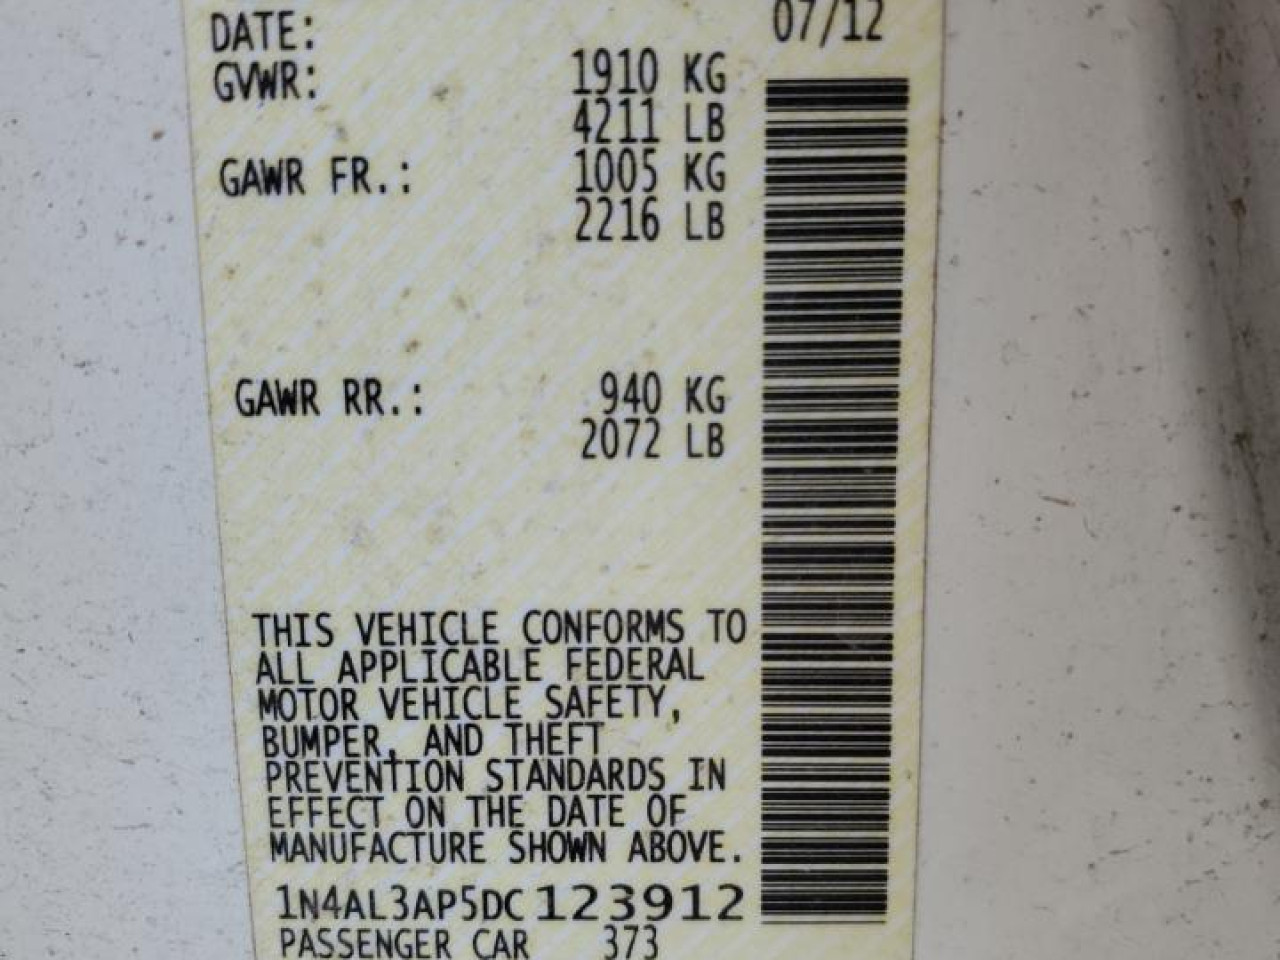 DATE: 07/12
GVWR: 1910 KG
4211 LB
GAWR FR.: 1005 KG
2216 LB
GAWR RR.: 940 KG
2072 LB
THIS VEHICLE CONFORMS TO
ALL APPLICABLE FEDERAL
MOTOR VEHICLE SAFETY,
BUMPER, AND THEFT
PREVENTION STANDARDS IN
EFFECT ON THE DATE OF
MANUFACTURE SHOWN ABOVE.
1N4AL3AP5DC123912
PASSENGER CAR 373